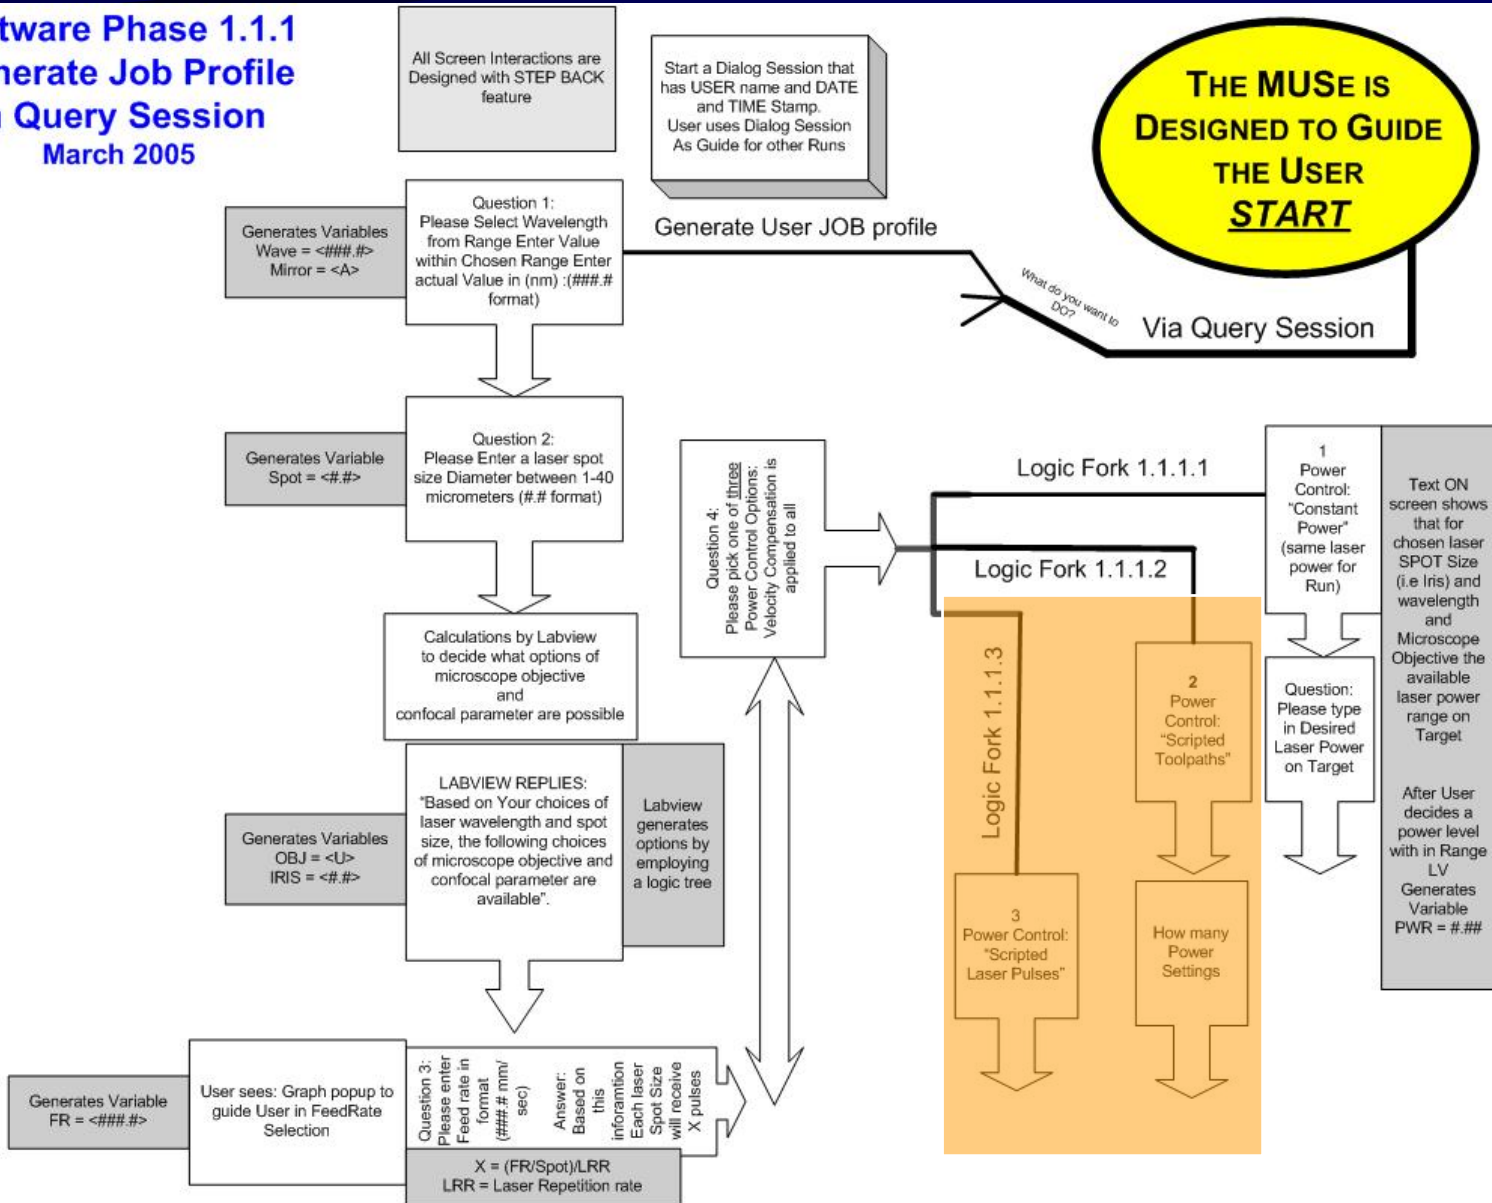 tware Phase 1.1.1
nerate Job Profile
Query Session
March 2005
All Screen Interactions are
Designed with STEP BACK
feature
Start a Dialog Session that
has USER name and DATE
and TIME Stamp.
User uses Dialog Session
As Guide for other Runs
THE MUSE IS
DESIGNED TO GUIDE
THE USER
START
Generates Variables
Wave = <###.#>
Mirror = <A>
Question 1:
Please Select Wavelength
from Range Enter Value
within Chosen Range Enter
actual Value in (nm) :(###.#
format)
Generate User JOB profile
What do you want to
DO?
Via Query Session
Generates Variable
Spot = <#.#>
Question 2:
Please Enter a laser spot
size Diameter between 1-40
micrometers (#.# format)
Calculations by Labview
to decide what options of
microscope objective
and
confocal parameter are possible
Generates Variables
OBJ = <U>
IRIS = <#.#>
LABVIEW REPLIES:
“Based on Your choices of
laser wavelength and spot
size, the following choices
of microscope objective and
confocal parameter are
available”.
Labview
generates
options by
employing
a logic tree
Generates Variable
FR = <###.#>
User sees: Graph popup to
guide User in FeedRate
Selection
Question 3:
Please enter
Feed rate in
format
(###.# mm/
sec)
Answer:
Based on
this
inforamtion
Each laser
Spot Size
will receive
X pulses
X = (FR/Spot)/LRR
LRR = Laser Repetition rate
Question 4:
Please pick one of three
Power Control Options:
Velocity Compensation is
applied to all
Logic Fork 1.1.1.1
Logic Fork 1.1.1.2
Logic Fork 1.1.1.3
1
Power
Control:
“Constant
Power”
(same laser
power for
Run)
Question:
Please type
in Desired
Laser Power
on Target
Text ON
screen shows
that for
chosen laser
SPOT Size
(i.e Iris) and
wavelength
and
Microscope
Objective the
available
laser power
range on
Target
After User
decides a
power level
with in Range
LV
Generates
Variable
PWR = #.##
2
Power
Control:
“Scripted
Toolpaths”
How many
Power
Settings
3
Power Control:
“Scripted
Laser Pulses”